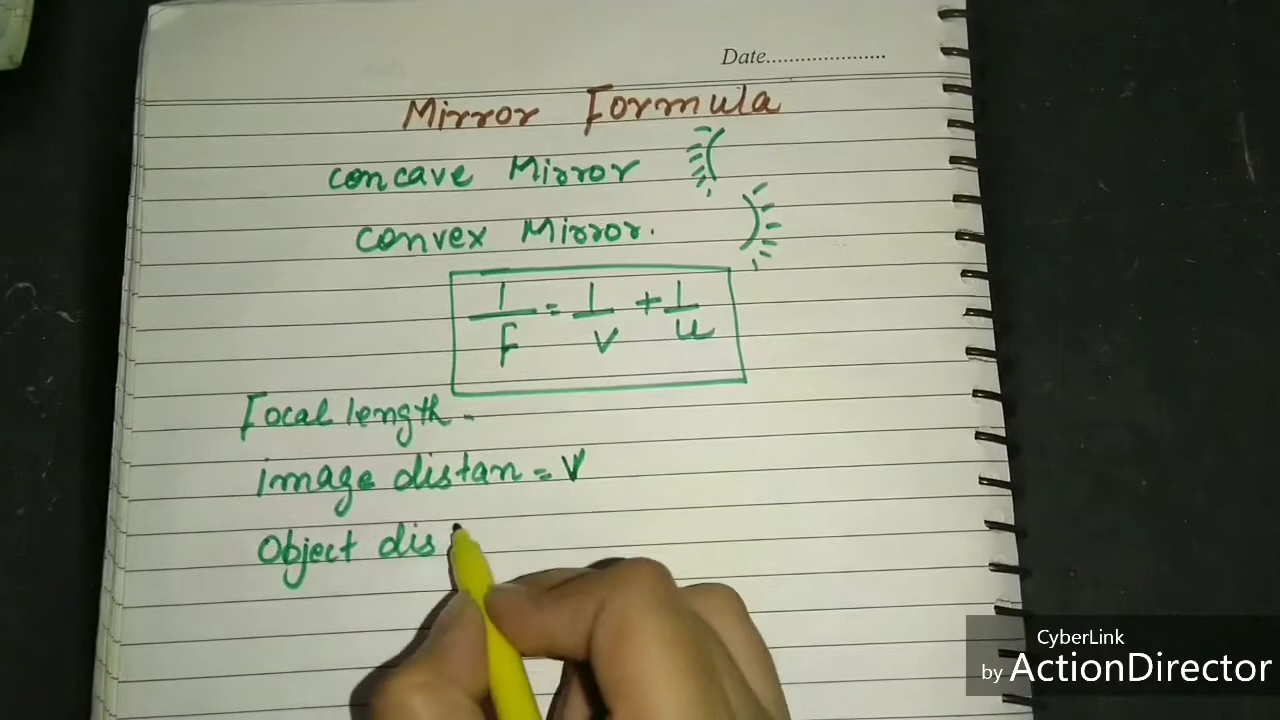 Date.....................
Mirror Formula
concave Mirror
convex Mirror.
1/F = 1/v + 1/u
Focal length -
image distan = V
Object dis
CyberLink
by ActionDirector